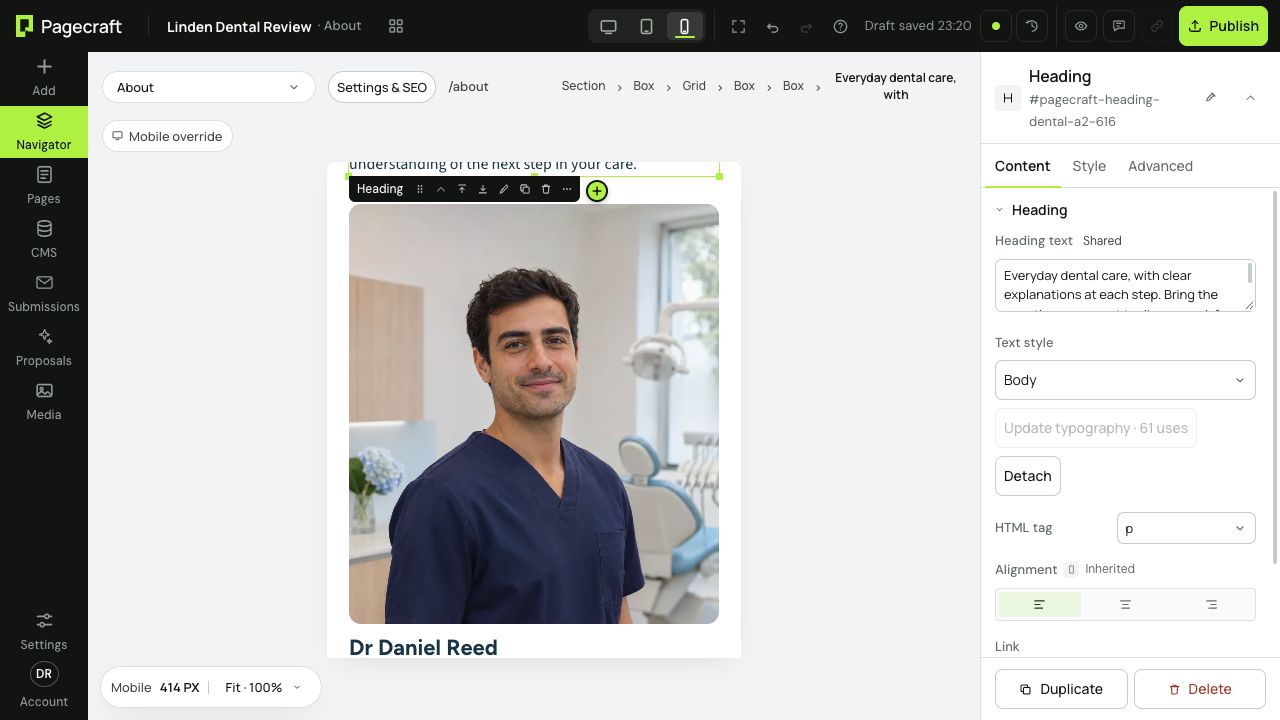 Pagecraft
Linden Dental Review · About
Draft saved 23:20
Publish
Add
Navigator
Pages
CMS
Submissions
Proposals
Media
Settings
DR
Account
About
Settings & SEO
/about
Section › Box › Grid › Box › Box › Everyday dental care,
with
Mobile override
understanding of the next step in your care.
Heading
Dr Daniel Reed
Mobile 414 PX
Fit · 100%
H
Heading
#pagecraft-heading-
dental-a2-616
Content
Style
Advanced
Heading
Heading text Shared
Everyday dental care, with clear
explanations at each step. Bring the
Text style
Body
Update typography · 61 uses
Detach
HTML tag
p
Alignment Inherited
Link
Duplicate
Delete